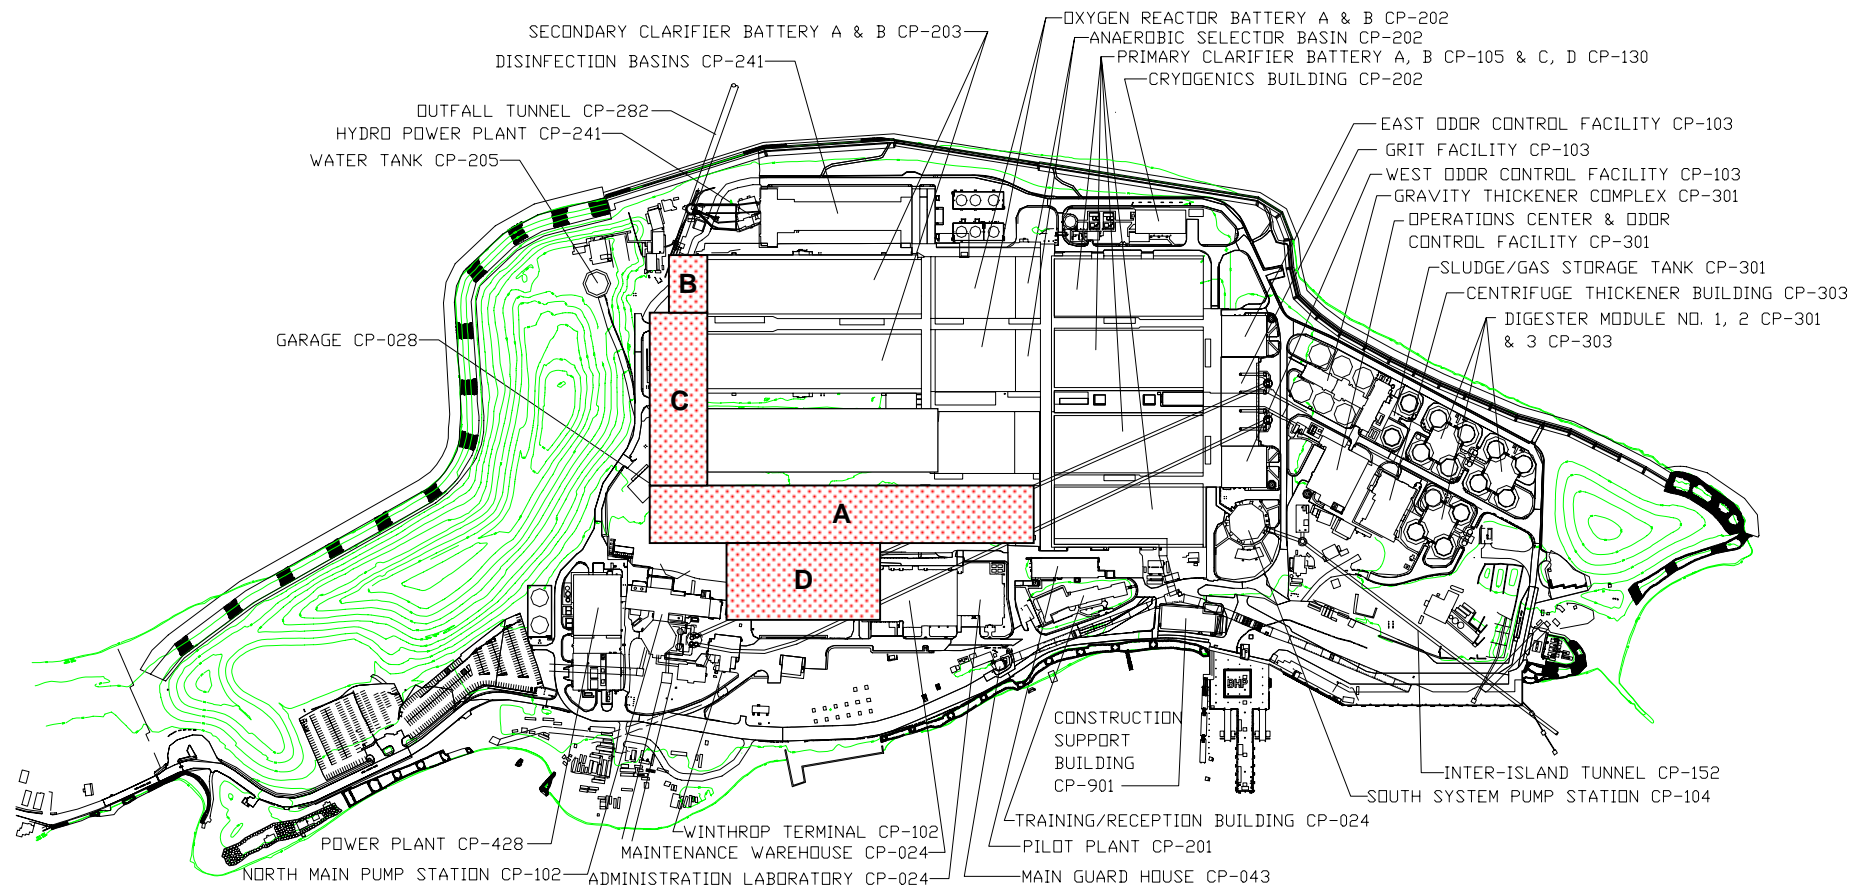 SECONDARY CLARIFIER BATTERY A & B CP-203
DISINFECTION BASINS CP-241
OUTFALL TUNNEL CP-282
HYDRO POWER PLANT CP-241
WATER TANK CP-205
OXYGEN REACTOR BATTERY A & B CP-202
ANAEROBIC SELECTOR BASIN CP-202
PRIMARY CLARIFIER BATTERY A, B CP-105 & C, D CP-130
CRYOGENICS BUILDING CP-202
EAST ODOR CONTROL FACILITY CP-103
GRIT FACILITY CP-103
WEST ODOR CONTROL FACILITY CP-103
GRAVITY THICKENER COMPLEX CP-301
OPERATIONS CENTER & ODOR
CONTROL FACILITY CP-301
SLUDGE/GAS STORAGE TANK CP-301
CENTRIFUGE THICKENER BUILDING CP-303
DIGESTER MODULE NO. 1, 2 CP-301
& 3 CP-303
GARAGE CP-028
B
C
A
D
BHP
CONSTRUCTION
SUPPORT
BUILDING
CP-901
INTER-ISLAND TUNNEL CP-152
SOUTH SYSTEM PUMP STATION CP-104
TRAINING/RECEPTION BUILDING CP-024
PILOT PLANT CP-201
MAIN GUARD HOUSE CP-043
WINTHROP TERMINAL CP-102
MAINTENANCE WAREHOUSE CP-024
ADMINISTRATION LABORATORY CP-024
POWER PLANT CP-428
NORTH MAIN PUMP STATION CP-102